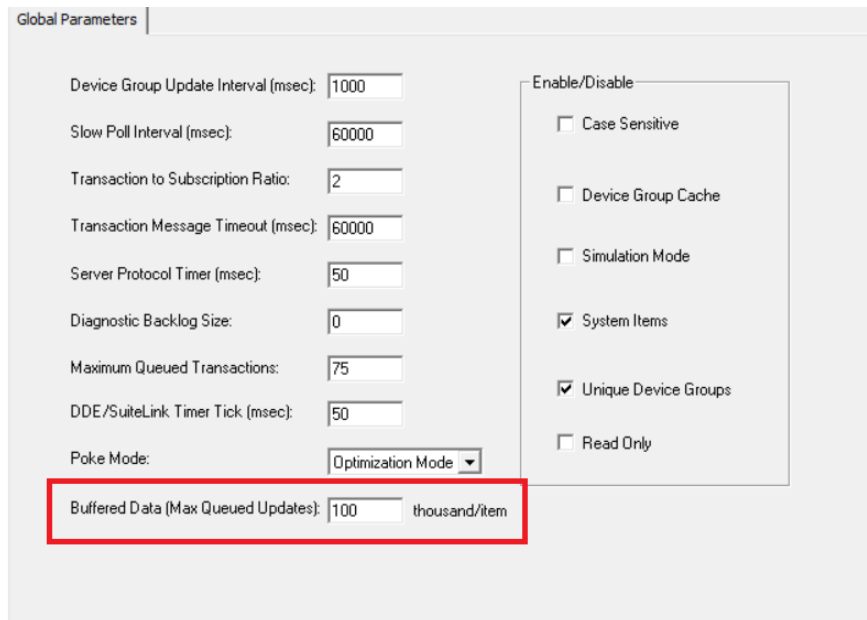 Global Parameters
Device Group Update Interval (msec): 1000
Slow Poll Interval (msec): 60000
Transaction to Subscription Ratio: 2
Transaction Message Timeout (msec): 60000
Server Protocol Timer (msec): 50
Diagnostic Backlog Size: 0
Maximum Queued Transactions: 75
DDE/SuiteLink Timer Tick (msec): 50
Poke Mode: Optimization Mode
Buffered Data (Max Queued Updates): 100 thousand/item
Enable/Disable
Case Sensitive
Device Group Cache
Simulation Mode
System Items
Unique Device Groups
Read Only